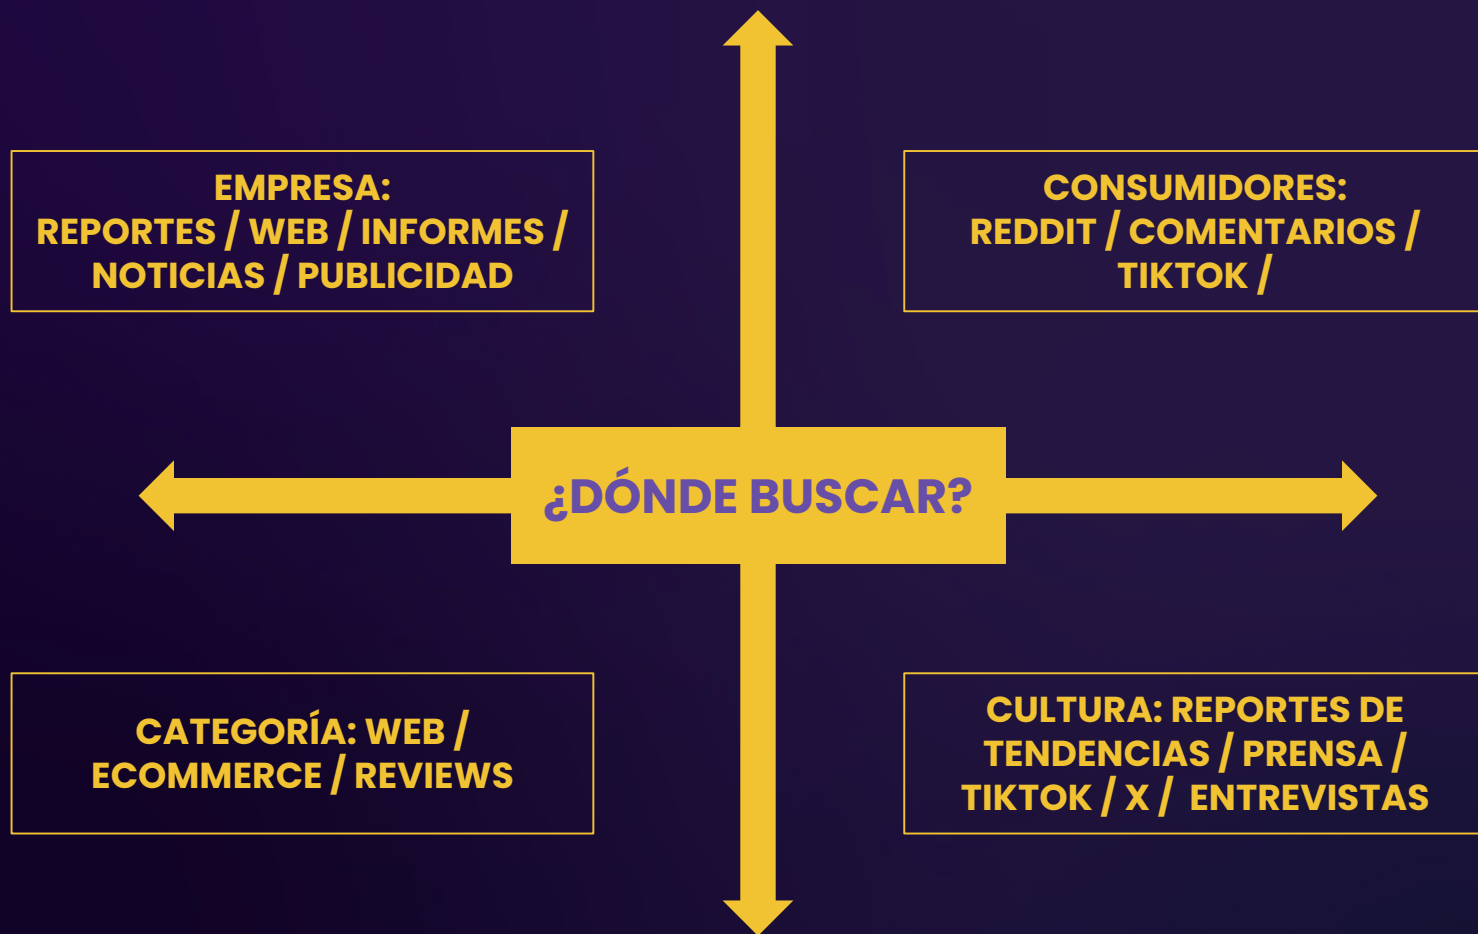 EMPRESA:
REPORTES / WEB / INFORMES /
NOTICIAS / PUBLICIDAD
CONSUMIDORES:
REDDIT / COMENTARIOS /
TIKTOK /
¿DÓNDE BUSCAR?
CATEGORÍA: WEB /
ECOMMERCE / REVIEWS
CULTURA: REPORTES DE
TENDENCIAS / PRENSA /
TIKTOK / X / ENTREVISTAS